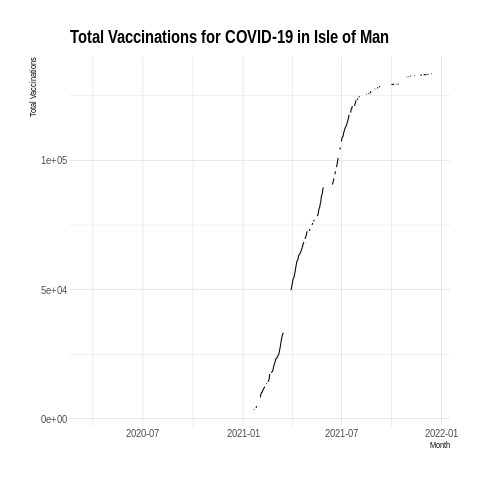 Total Vaccinations for COVID-19 in Isle of Man
Total Vaccinations
1e+05
5e+04
0e+00
2020-07
2021-01
2021-07
2022-01
Month